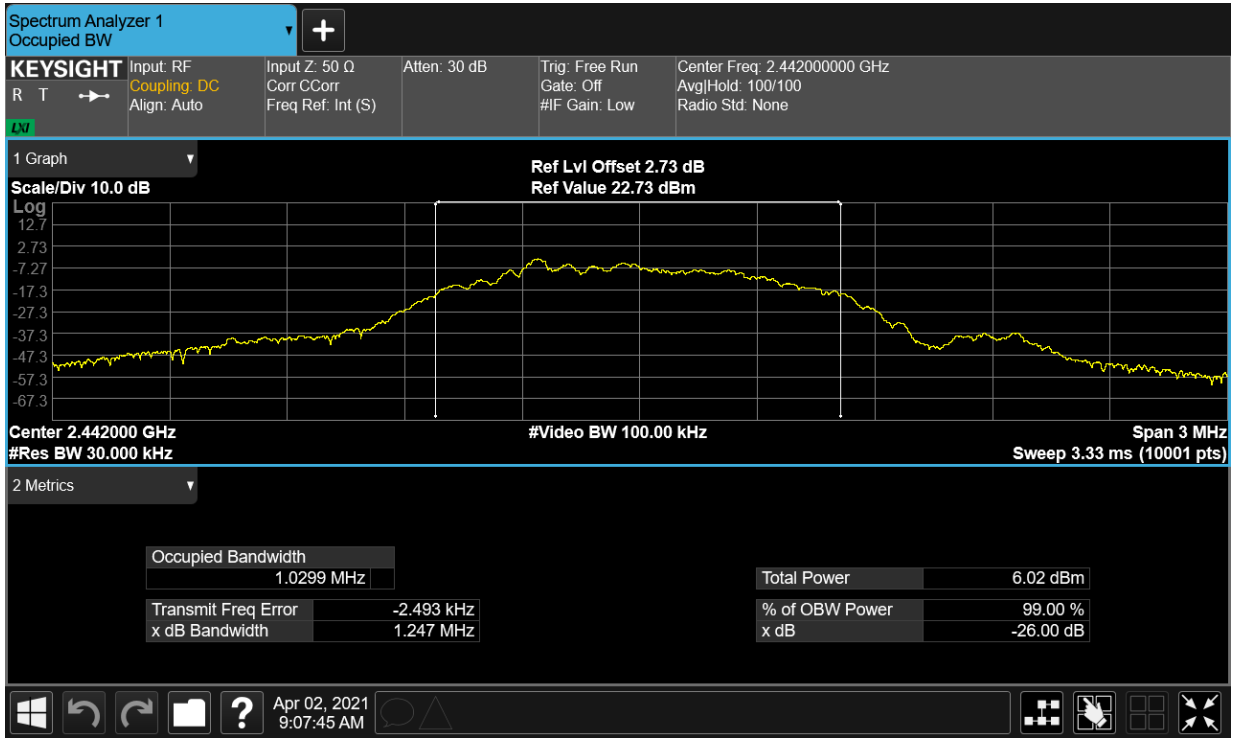 Spectrum Analyzer 1
Occupied BW
KEYSIGHT
R T
LXI
Input: RF
Coupling: DC
Align: Auto
Input Z: 50 Ω
Corr CCorr
Freq Ref: Int (S)
Atten: 30 dB
Trig: Free Run
Gate: Off
#IF Gain: Low
Center Freq: 2.442000000 GHz
Avg|Hold: 100/100
Radio Std: None
1 Graph
Scale/Div 10.0 dB
Ref Lvl Offset 2.73 dB
Ref Value 22.73 dBm
Log
12.7
2.73
-7.27
-17.3
-27.3
-37.3
-47.3
-57.3
-67.3
Center 2.442000 GHz
#Res BW 30.000 kHz
#Video BW 100.00 kHz
Span 3 MHz
Sweep 3.33 ms (10001 pts)
2 Metrics
Occupied Bandwidth
1.0299 MHz
Transmit Freq Error -2.493 kHz
x dB Bandwidth 1.247 MHz
Total Power 6.02 dBm
% of OBW Power 99.00 %
x dB -26.00 dB
?
Apr 02, 2021
9:07:45 AM